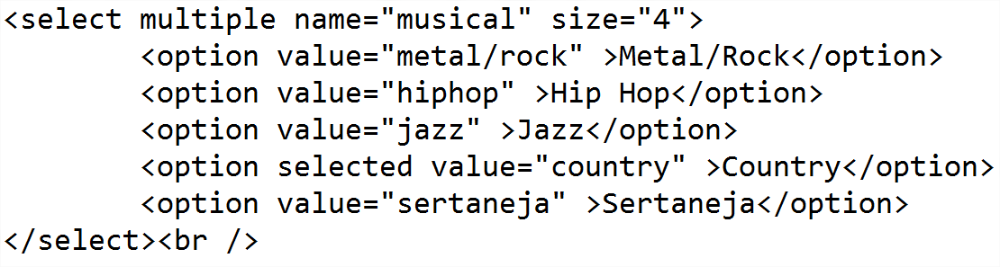 <select multiple name="musical" size="4">
        <option value="metal/rock" >Metal/Rock</option>
        <option value="hiphop" >Hip Hop</option>
        <option value="jazz" >Jazz</option>
        <option selected value="country" >Country</option>
        <option value="sertaneja" >Sertaneja</option>
</select><br />